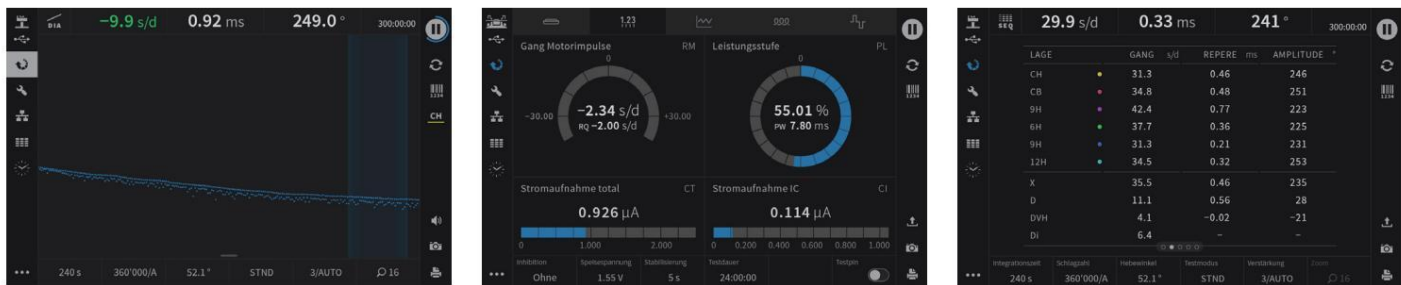 DIA −9.9 s/d 0.92 ms 249.0 ° 300:00:00
1234
CH
240 s 360'000/A 52.1 ° STND 3/AUTO 16
1.23
Gang Motorimpulse RM
0
−30.00 −2.34 s/d +30.00
RQ −2.00 s/d
Leistungsstufe PL
0
55.01 %
PW 7.80 ms
Stromaufnahme total CT
0.926 µA
0 1.000 2.000
Stromaufnahme IC CI
0.114 µA
0 0.200 0.400 0.600 0.800 1.000
Inhibition Speisespannung Stabilisierung Testdauer Testpin
Ohne 1.55 V 5 s 24:00:00
1234
SEQ 29.9 s/d 0.33 ms 241 ° 300:00:00
1234
LAGE GANG s/d REPERE ms AMPLITUDE °
CH 31.3 0.46 246
CB 34.8 0.48 251
9H 42.4 0.77 223
6H 37.7 0.36 225
9H 31.3 0.21 231
12H 34.5 0.32 253
X 35.5 0.46 235
D 11.1 0.56 28
DVH 4.1 −0.02 −21
Di 6.4 – –
Integrationszeit Schlagzahl Hebewinkel Testmodus Verstärkung Zoom
240 s 360'000/A 52.1 ° STND 3/AUTO 16